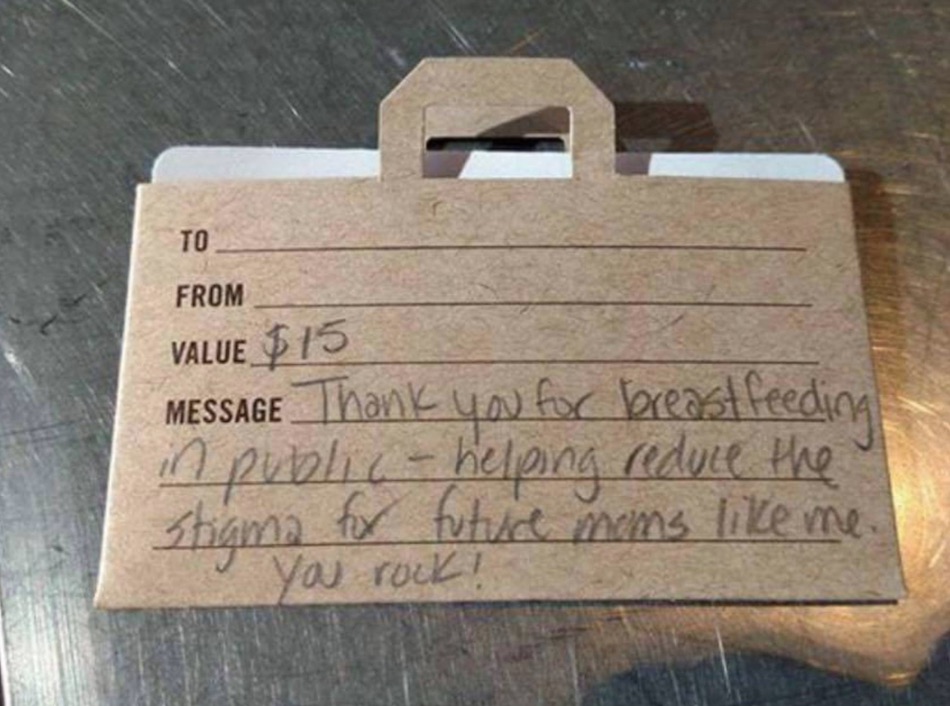 TO
FROM
VALUE $15
MESSAGE Thank you for breastfeeding
in public - helping reduce the
stigma for future moms like me.
You rock!